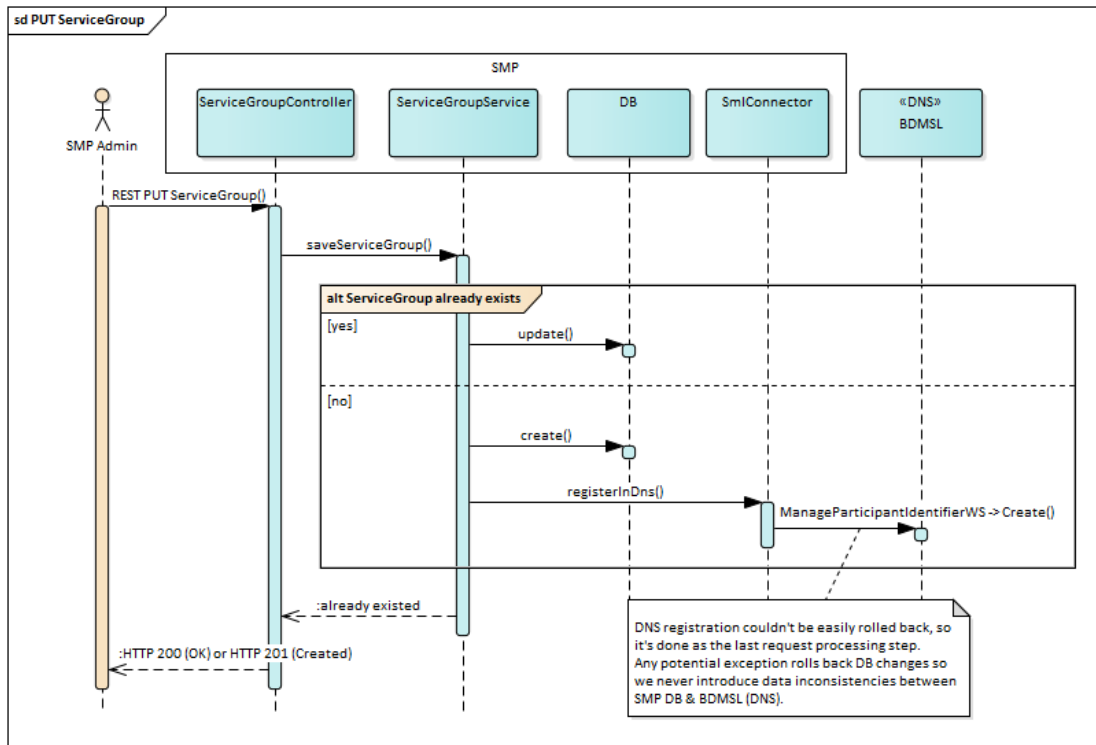 sd PUT ServiceGroup
SMP
ServiceGroupController
ServiceGroupService
DB
SmlConnector
«DNS»
BDMSL
SMP Admin
REST PUT ServiceGroup()
saveServiceGroup()
alt ServiceGroup already exists
[yes]
update()
[no]
create()
registerInDns()
ManageParticipantIdentifierWS -> Create()
:already existed
:HTTP 200 (OK) or HTTP 201 (Created)
DNS registration couldn't be easily rolled back, so
it's done as the last request processing step.
Any potential exception rolls back DB changes so
we never introduce data inconsistencies between
SMP DB & BDMSL (DNS).